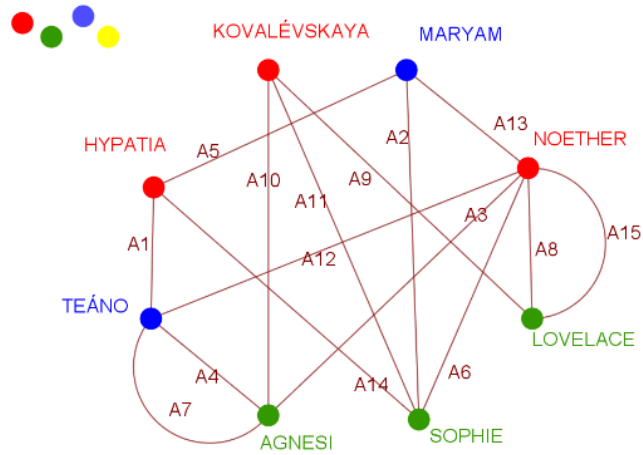 KOVALÉVSKAYA
MARYAM
A13
NOETHER
A2
HYPATIA
A5
A10
A9
A11
A3
A15
A1
A12
A8
TEÁNO
LOVELACE
A4
A14
A6
A7
AGNESI
SOPHIE